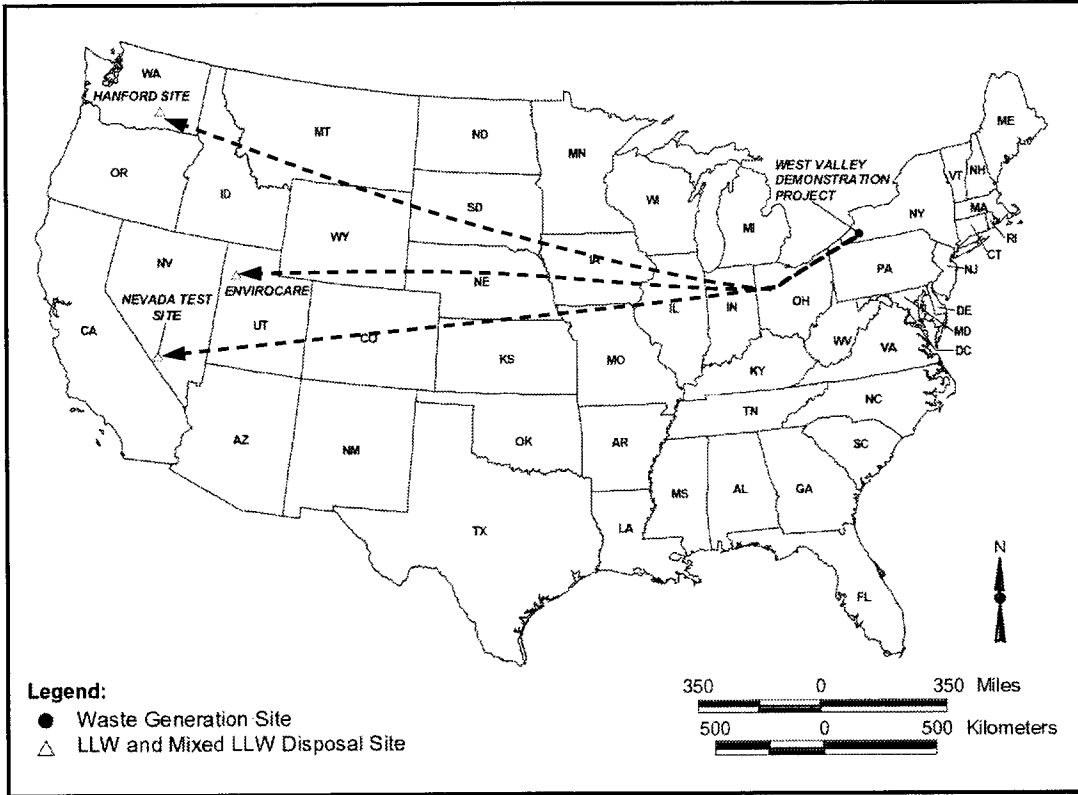 WA
HANFORD SITE
MT
ND
MN
ME
OR
ID
SD
WI
MI
WEST VALLEY
DEMONSTRATION
PROJECT
VT
NH
NY
MA
RI
CT
WY
IA
NE
NV
ENVIROCARE
NEVADA TEST
SITE
UT
CO
CA
IL
IN
OH
PA
NJ
DE
MD
DC
WV
VA
KS
MO
KY
NC
TN
AZ
NM
OK
AR
SC
MS
AL
GA
TX
LA
FL
N
Legend:
Waste Generation Site
LLW and Mixed LLW Disposal Site
350 0 350 Miles
500 0 500 Kilometers